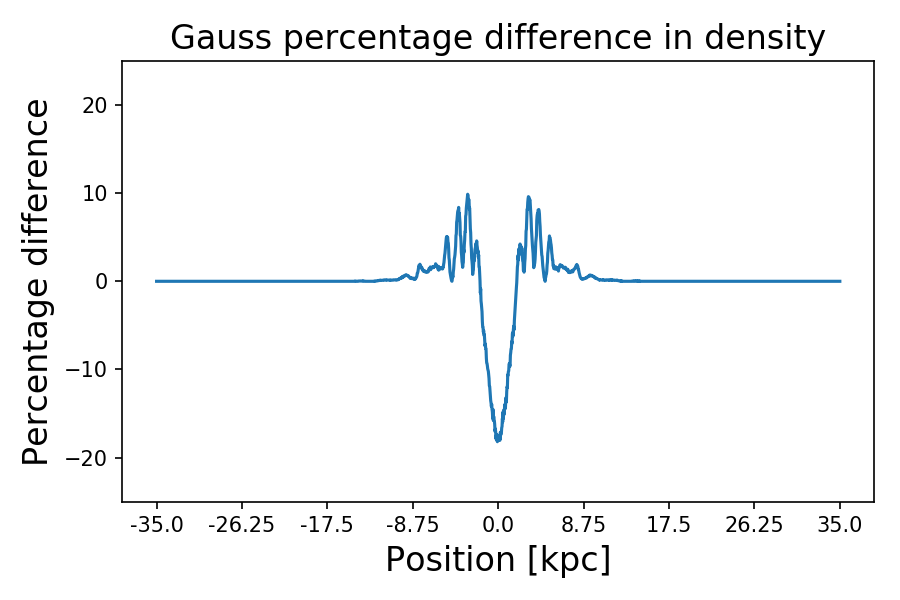 Gauss percentage difference in density
Percentage difference
20
10
0
−10
−20
-35.0 -26.25 -17.5 -8.75 0.0 8.75 17.5 26.25 35.0
Position [kpc]